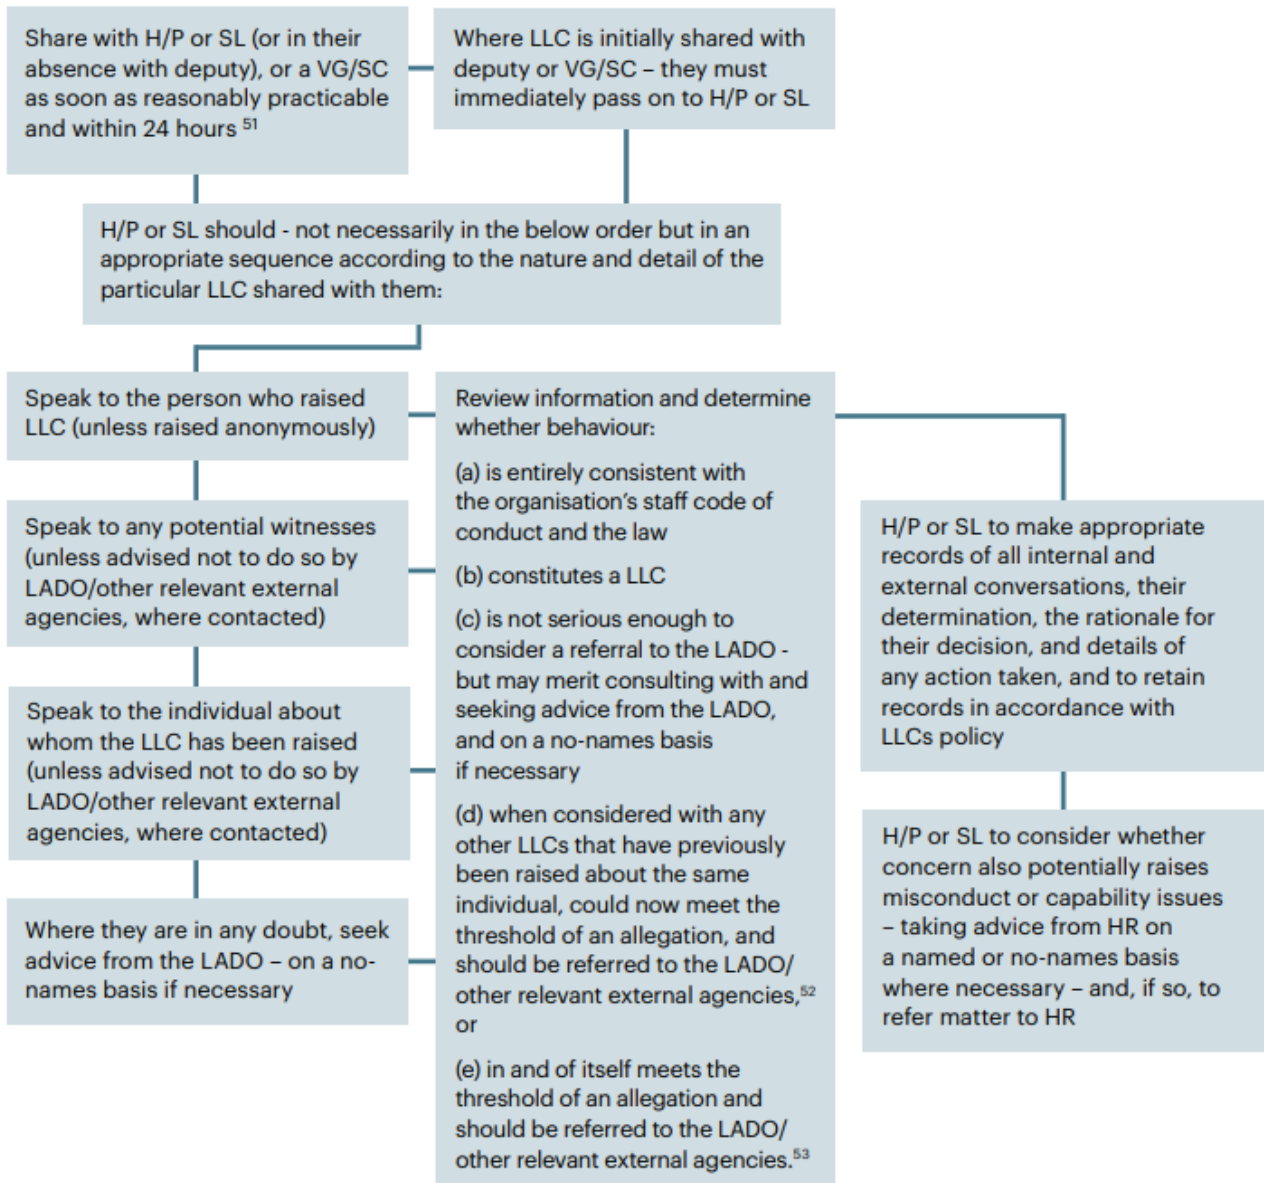 Share with H/P or SL (or in their
absence with deputy), or a VG/SC
as soon as reasonably practicable
and within 24 hours 51
Where LLC is initially shared with
deputy or VG/SC – they must
immediately pass on to H/P or SL
H/P or SL should - not necessarily in the below order but in an
appropriate sequence according to the nature and detail of the
particular LLC shared with them:
Speak to the person who raised
LLC (unless raised anonymously)
Speak to any potential witnesses
(unless advised not to do so by
LADO/other relevant external
agencies, where contacted)
Speak to the individual about
whom the LLC has been raised
(unless advised not to do so by
LADO/other relevant external
agencies, where contacted)
Where they are in any doubt, seek
advice from the LADO – on a no-
names basis if necessary
Review information and determine
whether behaviour:
(a) is entirely consistent with
the organisation's staff code of
conduct and the law
(b) constitutes a LLC
(c) is not serious enough to
consider a referral to the LADO -
but may merit consulting with and
seeking advice from the LADO,
and on a no-names basis
if necessary
(d) when considered with any
other LLCs that have previously
been raised about the same
individual, could now meet the
threshold of an allegation, and
should be referred to the LADO/
other relevant external agencies,52
or
(e) in and of itself meets the
threshold of an allegation and
should be referred to the LADO/
other relevant external agencies.53
H/P or SL to make appropriate
records of all internal and
external conversations, their
determination, the rationale for
their decision, and details of
any action taken, and to retain
records in accordance with
LLCs policy
H/P or SL to consider whether
concern also potentially raises
misconduct or capability issues
– taking advice from HR on
a named or no-names basis
where necessary – and, if so, to
refer matter to HR